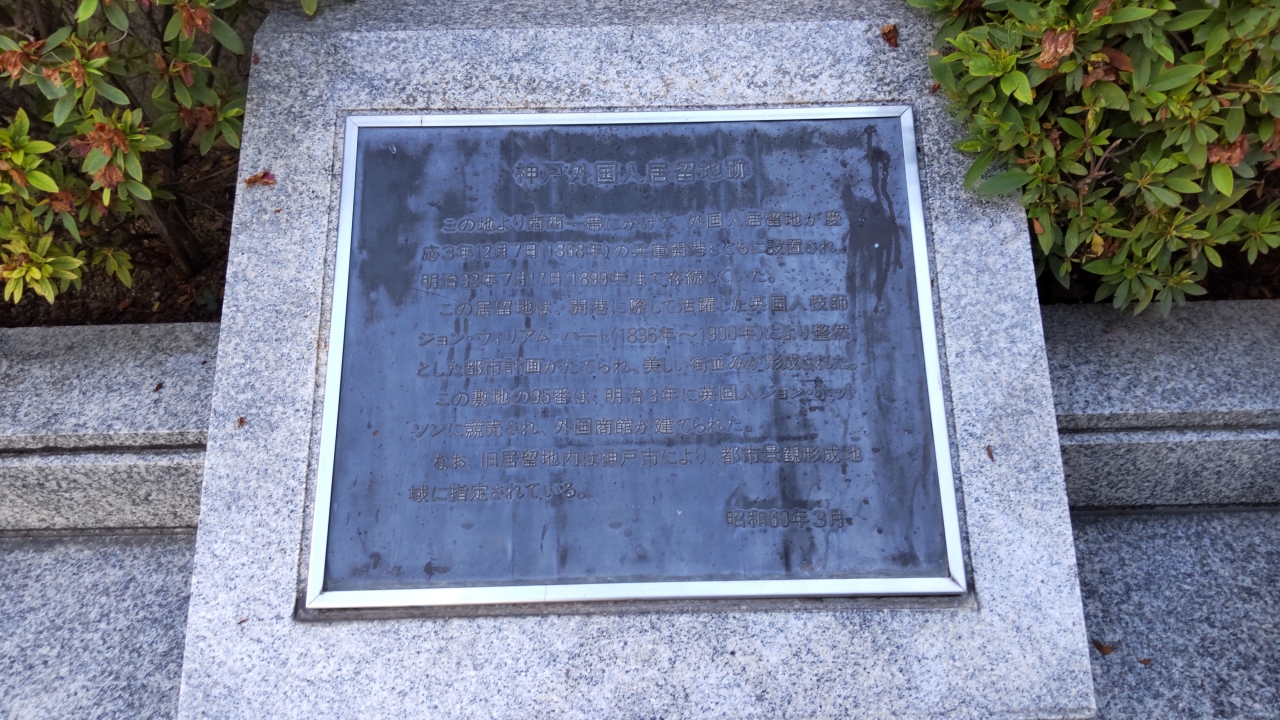 神戸外国人居留地跡
この地より南西一帯にかけて、外国人居留地が慶
応3年12月7日(1868年)の兵庫開港とともに設置され、
明治32年7月17日(1899年)まで存続していた。
この居留地は、開港に際して活躍した英国人技師
ジョン・ウィリアム・ハート(1836年〜1900年)により整然
とした都市計画がたてられ、美しい街並みが形成された。
この敷地の95番は、明治3年に英国人ジョン・ホッ
ソンに競売され、外国商館が建てられた。
なお、旧居留地内は神戸市により、都市景観形成地
域に指定されている。
昭和60年3月